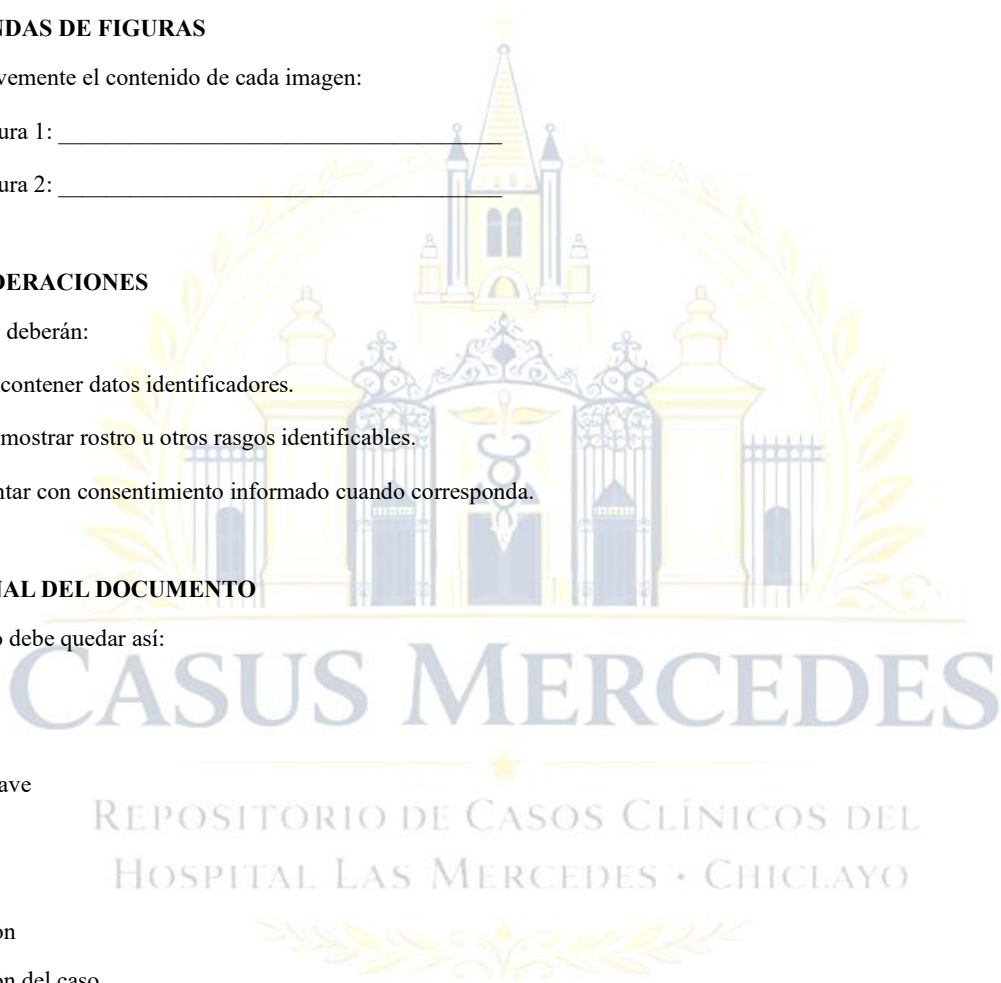 NDAS DE FIGURAS
vemente el contenido de cada imagen:
ura 1: _____________________________________
ura 2: _____________________________________
DERACIONES
deberán:
contener datos identificadores.
mostrar rostro u otros rasgos identificables.
ntar con consentimiento informado cuando corresponda.
NAL DEL DOCUMENTO
o debe quedar así:
CASUS MERCEDES
ave
REPOSITORIO DE CASOS CLÍNICOS DEL
HOSPITAL LAS MERCEDES • CHICLAYO
on
on del caso